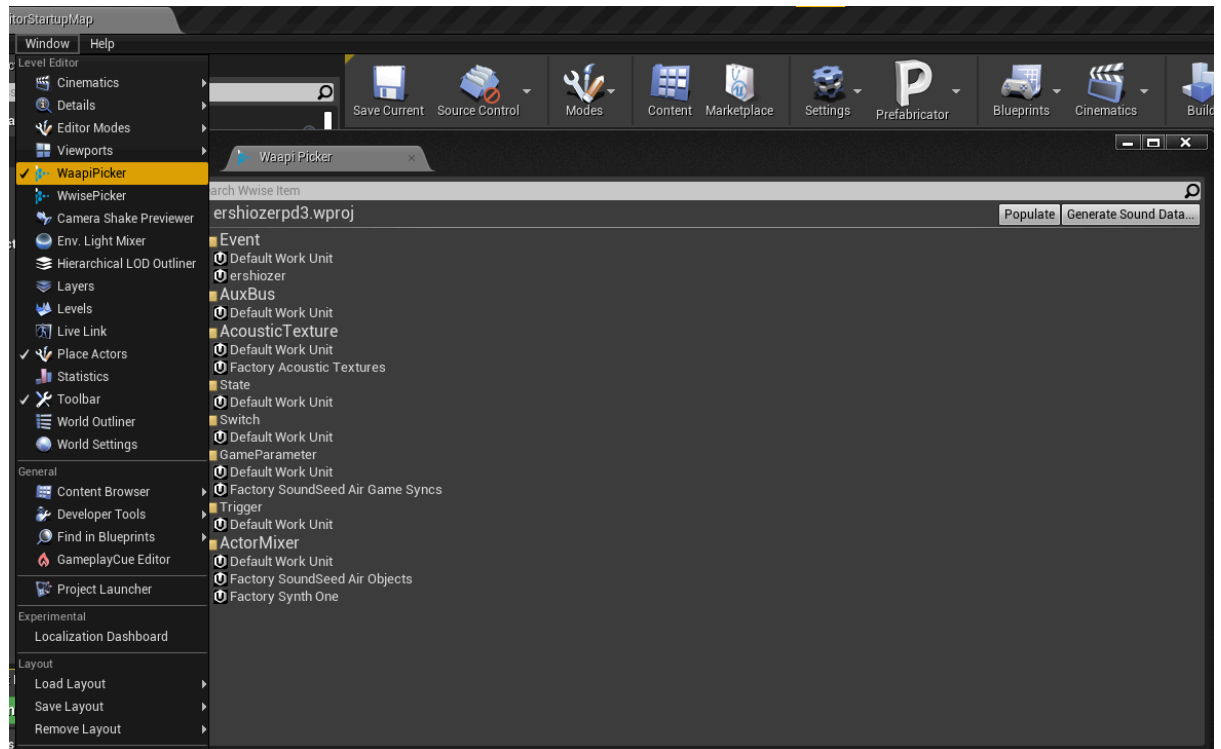 itorStartupMap
Window Help
Level Editor
Cinematics
Details
Editor Modes
Viewports
WaapiPicker
WwisePicker
Camera Shake Previewer
Env. Light Mixer
Hierarchical LOD Outliner
Layers
Levels
Live Link
Place Actors
Statistics
Toolbar
World Outliner
World Settings
General
Content Browser
Developer Tools
Find in Blueprints
GameplayCue Editor
Project Launcher
Experimental
Localization Dashboard
Layout
Load Layout
Save Layout
Remove Layout
Save Current Source Control Modes Content Marketplace Settings Prefabricator Blueprints Cinematics Build
Waapi Picker
arch Wwise Item
ershiozerpd3.wproj Populate Generate Sound Data...
Event
Default Work Unit
ershiozer
AuxBus
Default Work Unit
AcousticTexture
Default Work Unit
Factory Acoustic Textures
State
Default Work Unit
Switch
Default Work Unit
GameParameter
Default Work Unit
Factory SoundSeed Air Game Syncs
Trigger
Default Work Unit
ActorMixer
Default Work Unit
Factory SoundSeed Air Objects
Factory Synth One